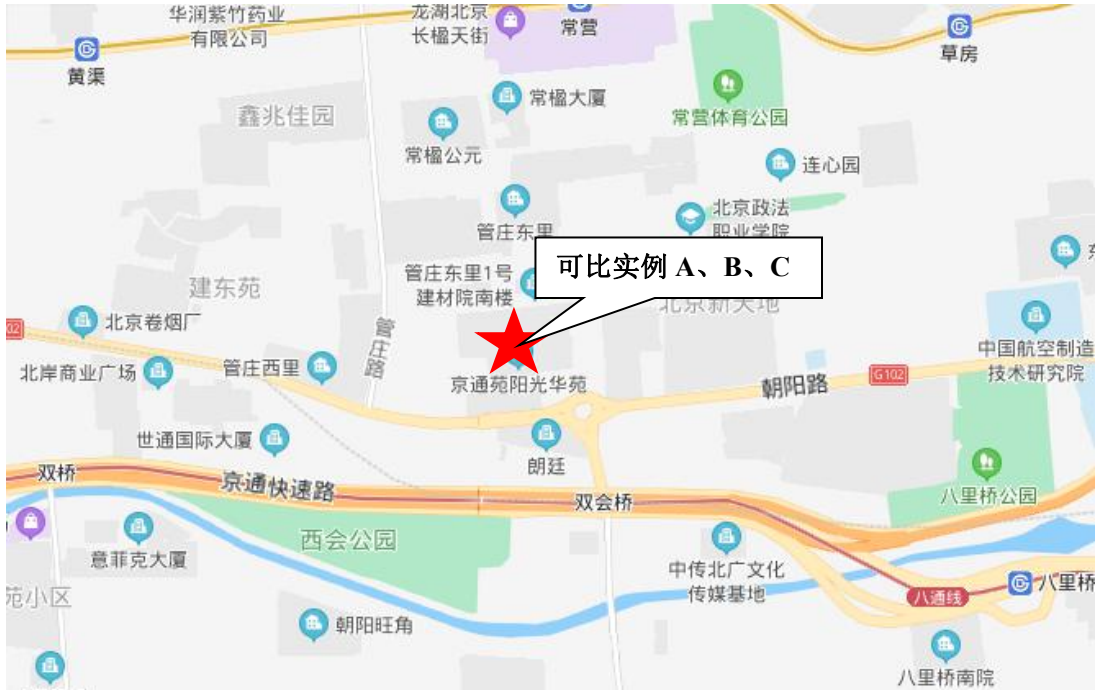 华润紫竹药业
有限公司
龙湖北京
长楹天街
常营
草房
黄渠
常楹大厦
鑫兆佳园
常营体育公园
常楹公元
连心园
北京政法
职业学院
管庄东里
可比实例 A、B、C
管庄东里1号
建材院南楼
建东苑
北京新天地
北京卷烟厂
02
管庄路
中国航空制造
技术研究院
北岸商业广场
管庄西里
京通苑阳光华苑
朝阳路
G102
世通国际大厦
朗廷
双桥
京通快速路
双会桥
八里桥公园
西会公园
意菲克大厦
中传北广文化
传媒基地
八里桥
八通线
苑小区
朝阳旺角
八里桥南院